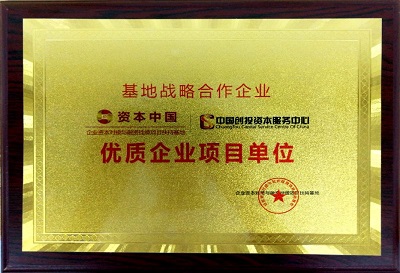 基地战略合作企业
资本中国 中国创投资本服务中心
ChuangTou Capital Service Centre Of China
优质企业项目单位